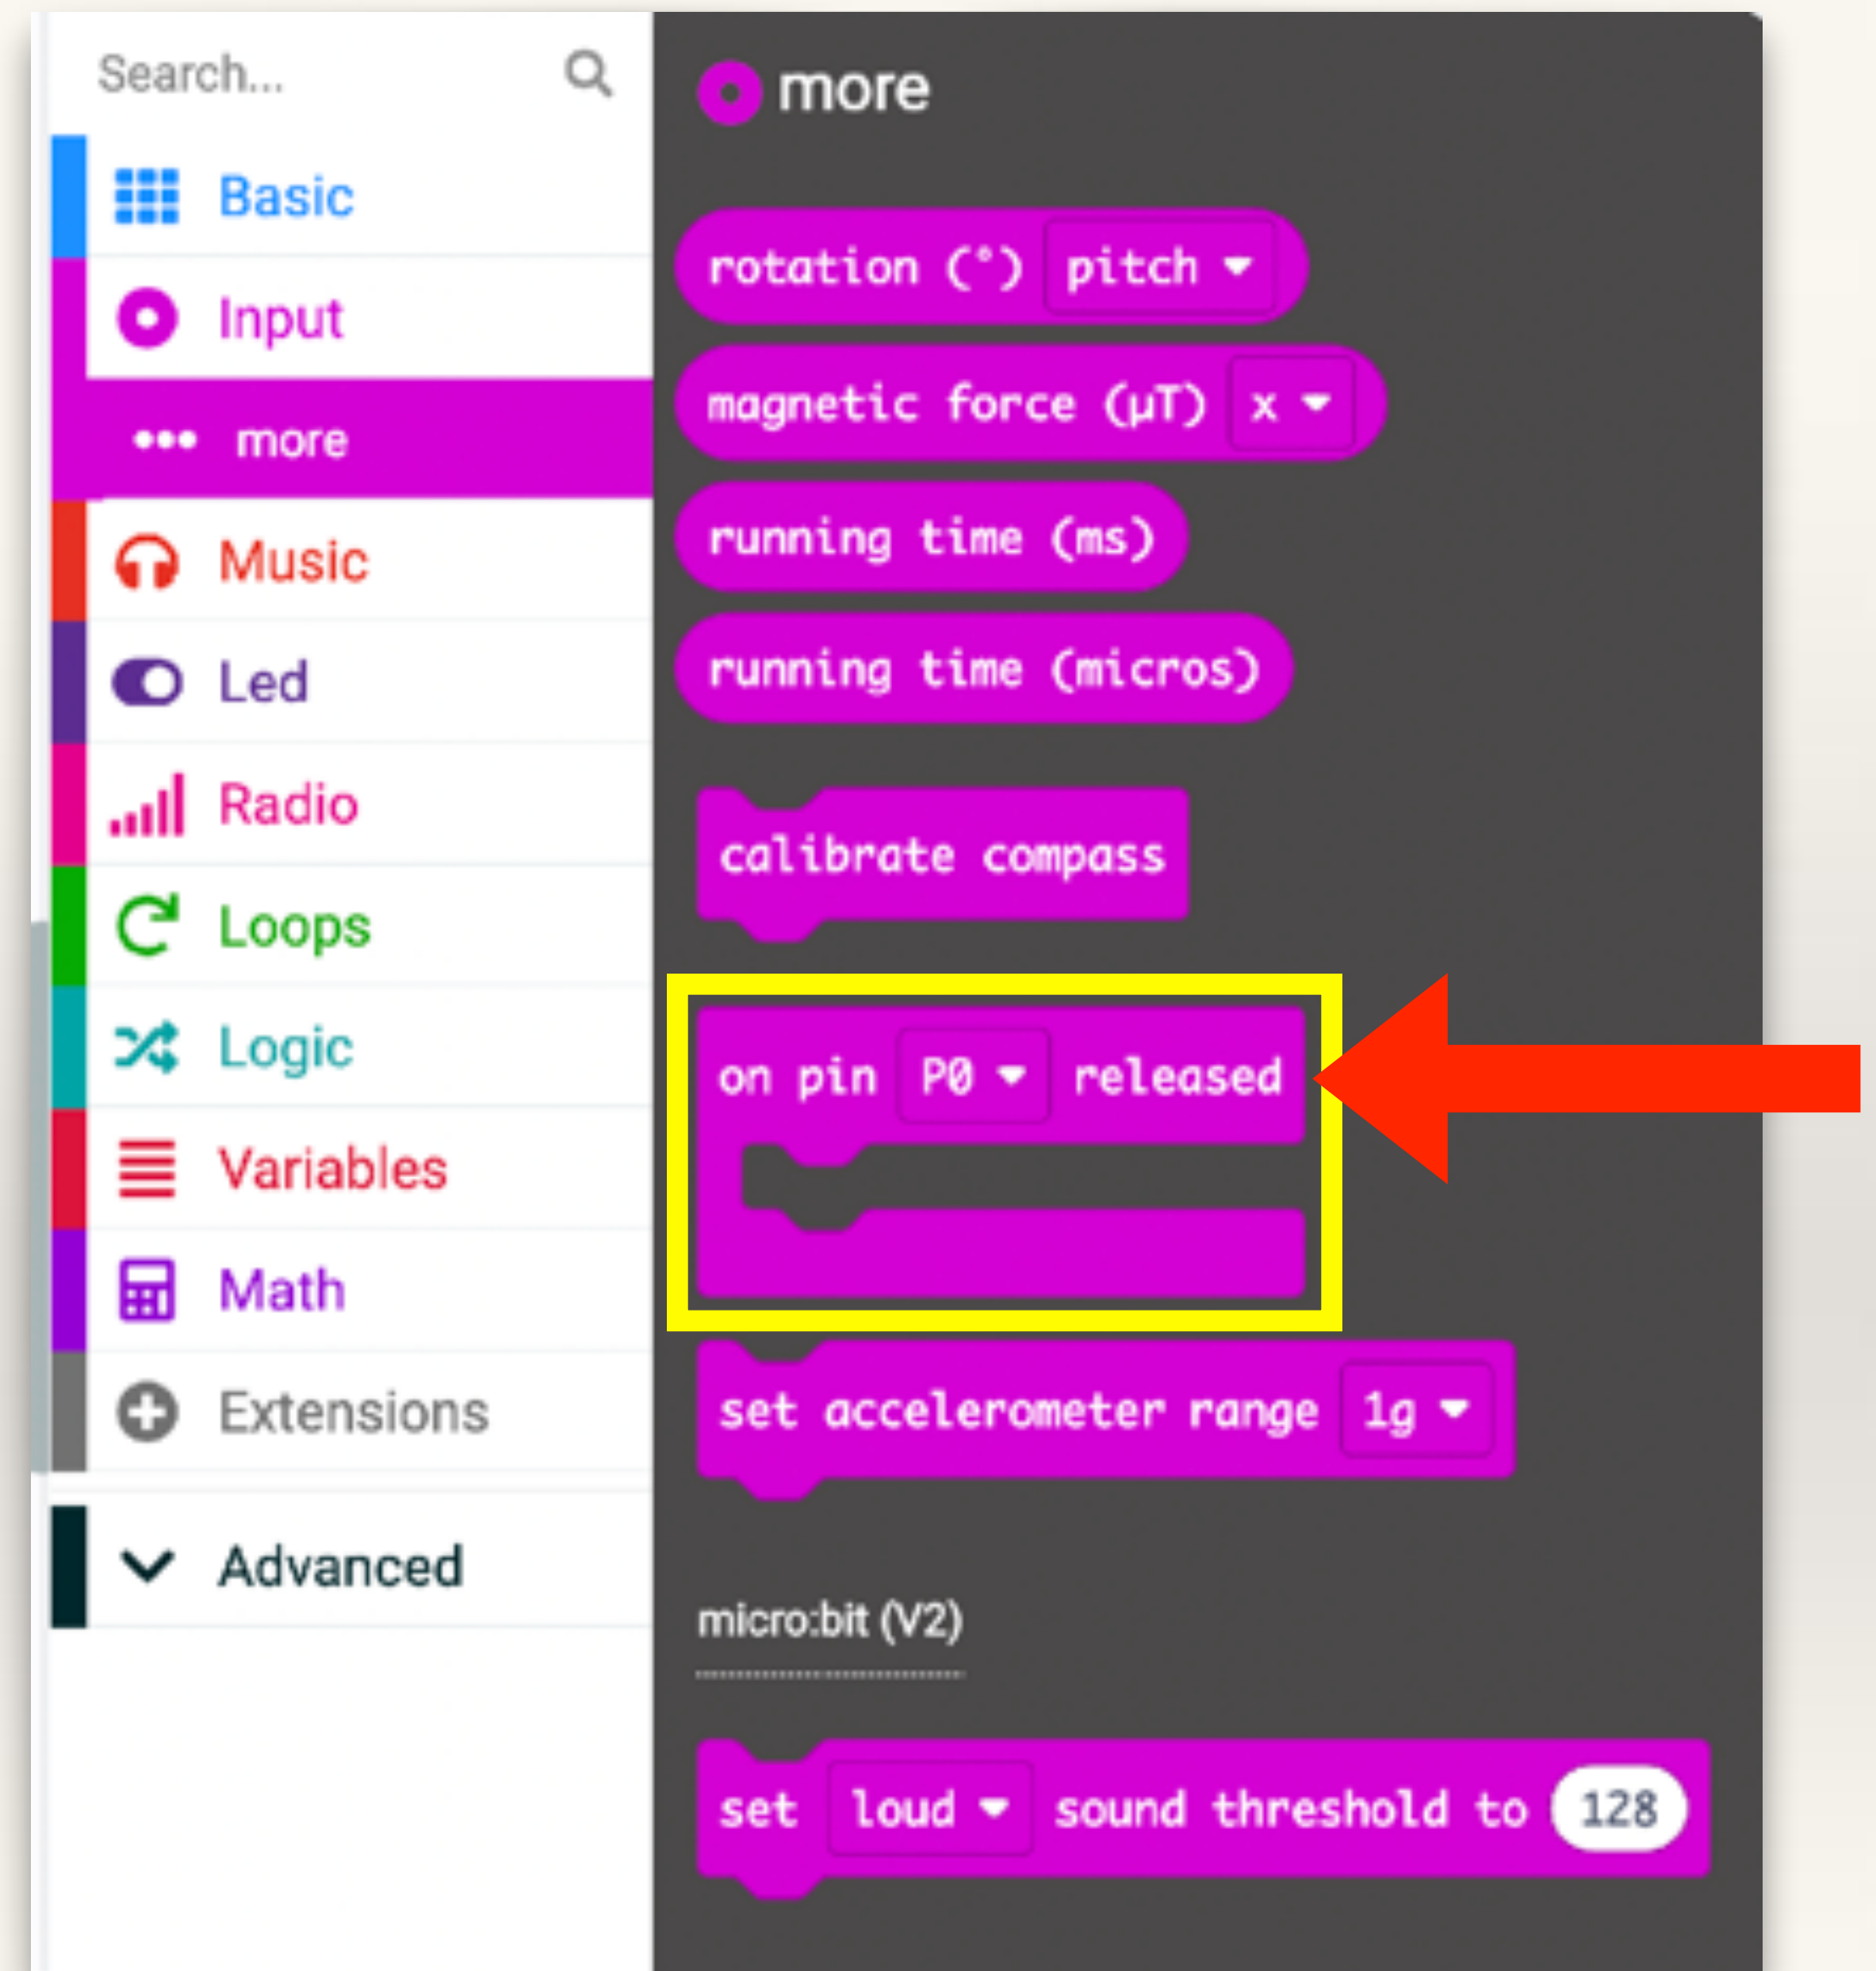 Search...
Basic
Input
more
Music
Led
Radio
Loops
Logic
Variables
Math
Extensions
Advanced
more
rotation (°) pitch
magnetic force (µT) x
running time (ms)
running time (micros)
calibrate compass
on pin P0 released
set accelerometer range 1g
micro:bit (V2)
set loud sound threshold to 128